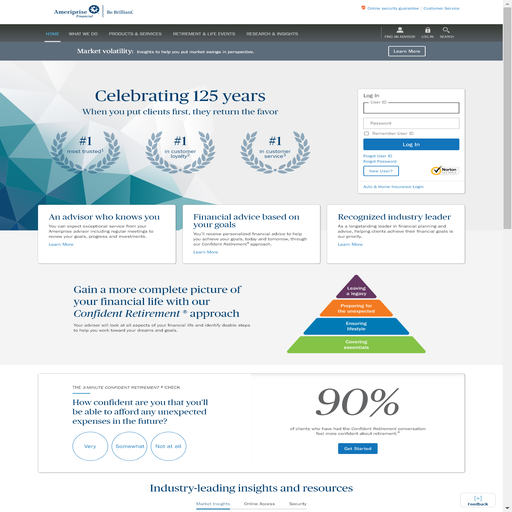 Ameriprise Financial
Be Brilliant.
Online security guarantee | Customer Service
HOME WHAT WE DO PRODUCTS & SERVICES RETIREMENT & LIFE EVENTS RESEARCH & INSIGHTS
FIND AN ADVISOR LOG IN SEARCH
Market volatility: Insights to help you put market swings in perspective.
Learn More
Celebrating 125 years
When you put clients first, they return the favor
#1 most trusted¹
#1 in customer loyalty²
#1 in customer service³
Log In
User ID
Password
Remember User ID
Log In
Forgot User ID
Forgot Password
New User?
Norton
Auto & Home Insurance Login
An advisor who knows you
You can expect exceptional service from your
Ameriprise advisor including regular meetings to
review your goals, progress and investments.
Learn More
Financial advice based on
your goals
You'll receive personalized financial advice to help
you achieve your goals, today and tomorrow, through
our Confident Retirement® approach.
Learn More
Recognized industry leader
As a longstanding leader in financial planning and
advice, helping clients achieve their financial goals is
our priority.
Learn More
Gain a more complete picture
of your financial life with our
Confident Retirement ® approach
Your advisor will look at all aspects of your financial life and identify doable steps
to help you work toward your dreams and goals.
Leaving
a legacy
Preparing for
the unexpected
Ensuring
lifestyle
Covering
essentials
THE 3-MINUTE CONFIDENT RETIREMENT ® CHECK
How confident are you that you'll
be able to afford any unexpected
expenses in the future?
Very
Somewhat
Not at all
90%
of clients who have had the Confident Retirement conversation
feel more confident about retirement.
Get Started
Industry-leading insights and resources
Market Insights Online Access Security
[+]
Feedback